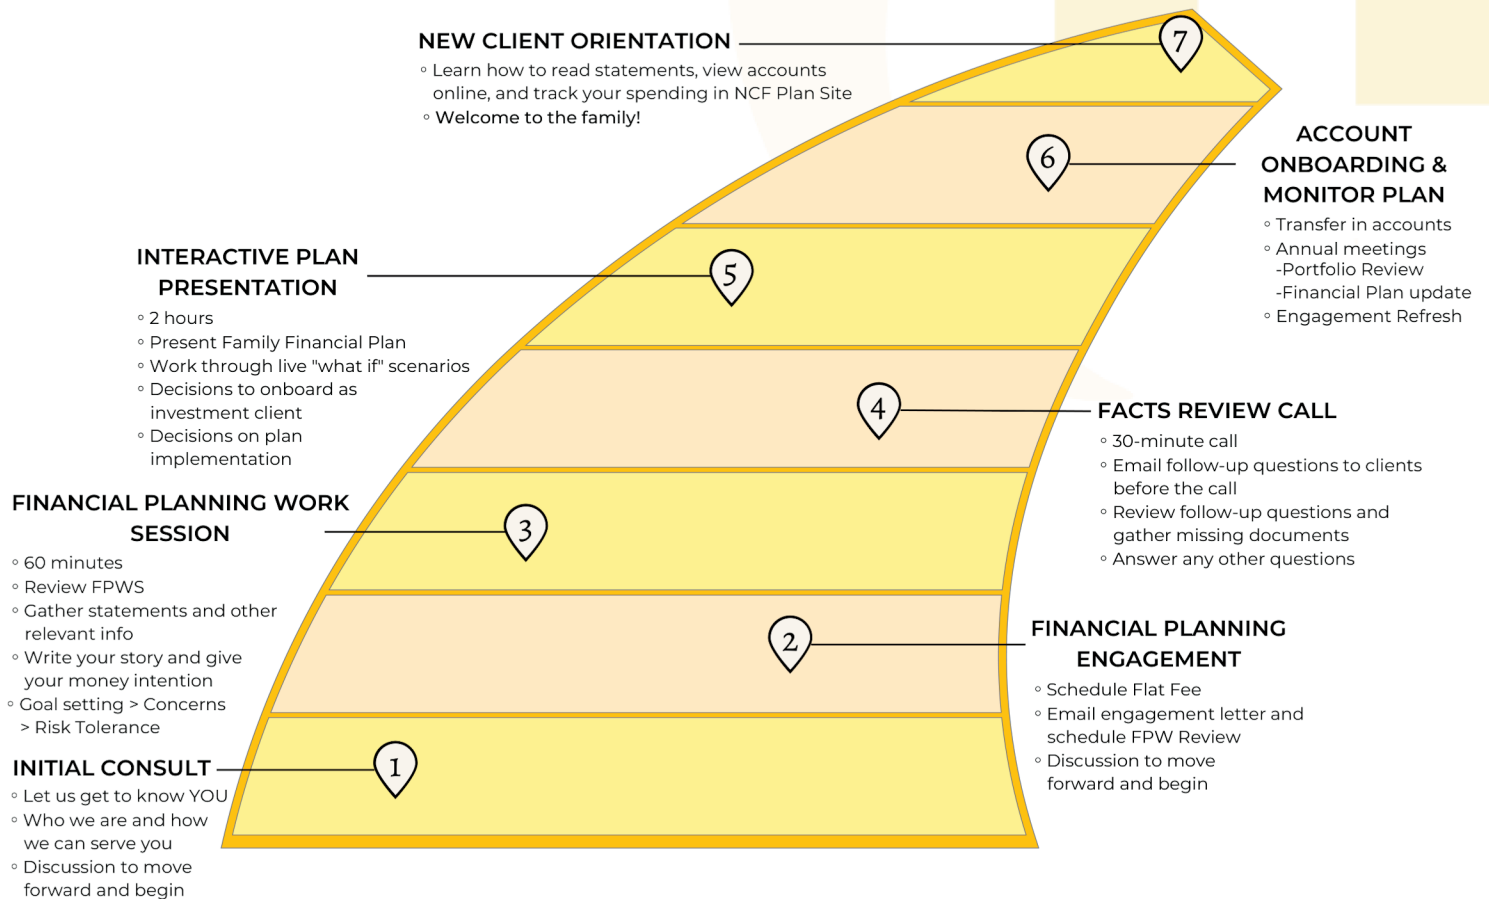 NEW CLIENT ORIENTATION
◦ Learn how to read statements, view accounts
online, and track your spending in NCF Plan Site
◦ Welcome to the family!
7
ACCOUNT
ONBOARDING &
MONITOR PLAN
◦ Transfer in accounts
◦ Annual meetings
-Portfolio Review
-Financial Plan update
◦ Engagement Refresh
6
INTERACTIVE PLAN
PRESENTATION
◦ 2 hours
◦ Present Family Financial Plan
◦ Work through live "what if" scenarios
◦ Decisions to onboard as
investment client
◦ Decisions on plan
implementation
5
FACTS REVIEW CALL
◦ 30-minute call
◦ Email follow-up questions to clients
before the call
◦ Review follow-up questions and
gather missing documents
◦ Answer any other questions
4
FINANCIAL PLANNING WORK
SESSION
◦ 60 minutes
◦ Review FPWS
◦ Gather statements and other
relevant info
◦ Write your story and give
your money intention
◦ Goal setting > Concerns
> Risk Tolerance
3
FINANCIAL PLANNING
ENGAGEMENT
◦ Schedule Flat Fee
◦ Email engagement letter and
schedule FPW Review
◦ Discussion to move
forward and begin
2
INITIAL CONSULT
◦ Let us get to know YOU
◦ Who we are and how
we can serve you
◦ Discussion to move
forward and begin
1